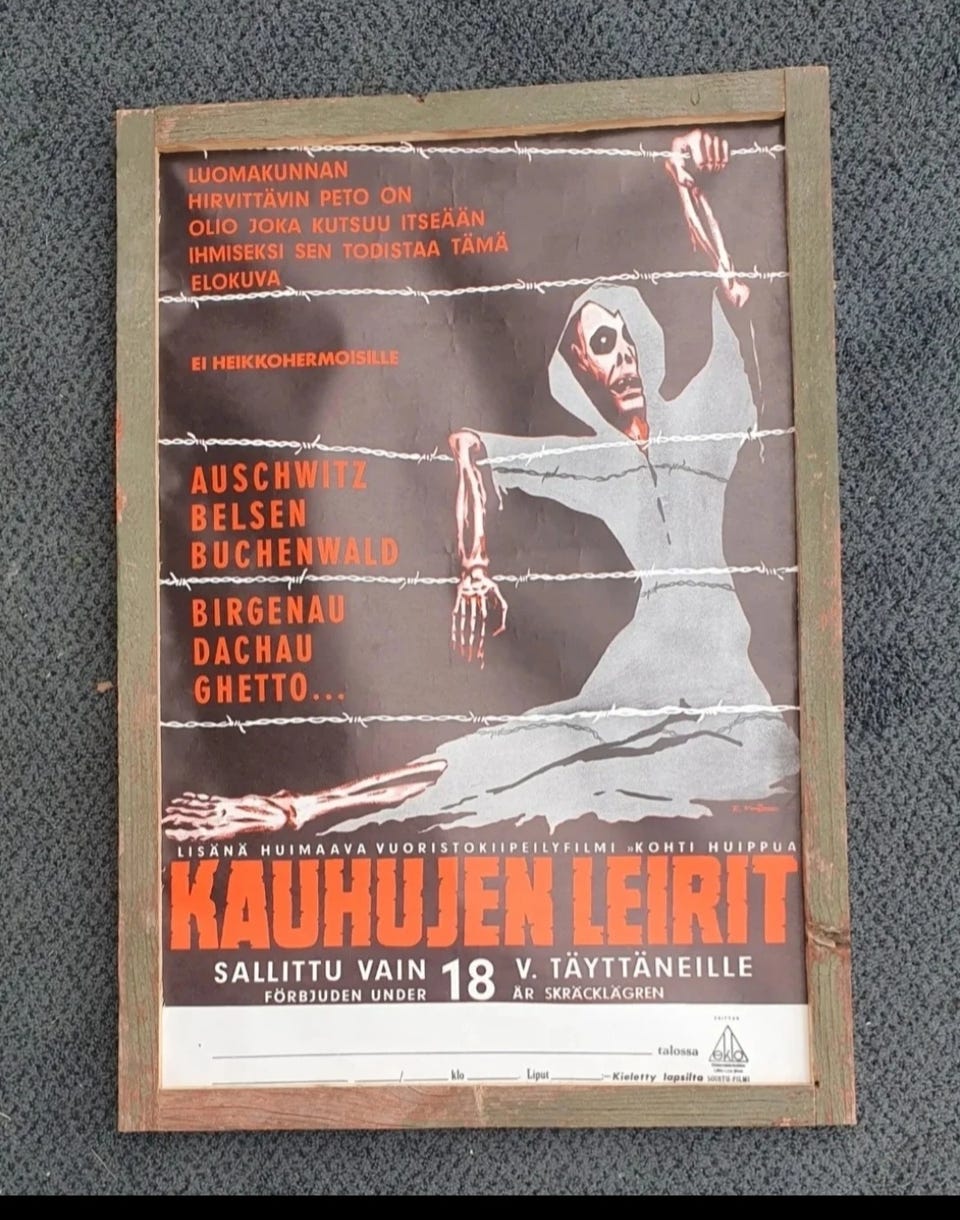 LUOMAKUNNAN
HIRVITTÄVIN PETO ON
OLIO JOKA KUTSUU ITSEÄÄN
IHMISEKSI SEN TODISTAA TÄMÄ
ELOKUVA
EI HEIKKOHERMOISILLE
AUSCHWITZ
BELSEN
BUCHENWALD
BIRGENAU
DACHAU
GHETTO...
LISÄNÄ HUIMAAVA VUORISTOKIIPEILYFILMI »KOHTI HUIPPUA
KAUHUJEN LEIRIT
SALLITTU VAIN 18 V. TÄYTTÄNEILLE
FÖRBJUDEN UNDER ÅR SKRÄCKLÄGREN
talossa
eklo
/ klo Liput :— Kielletty lapsilta